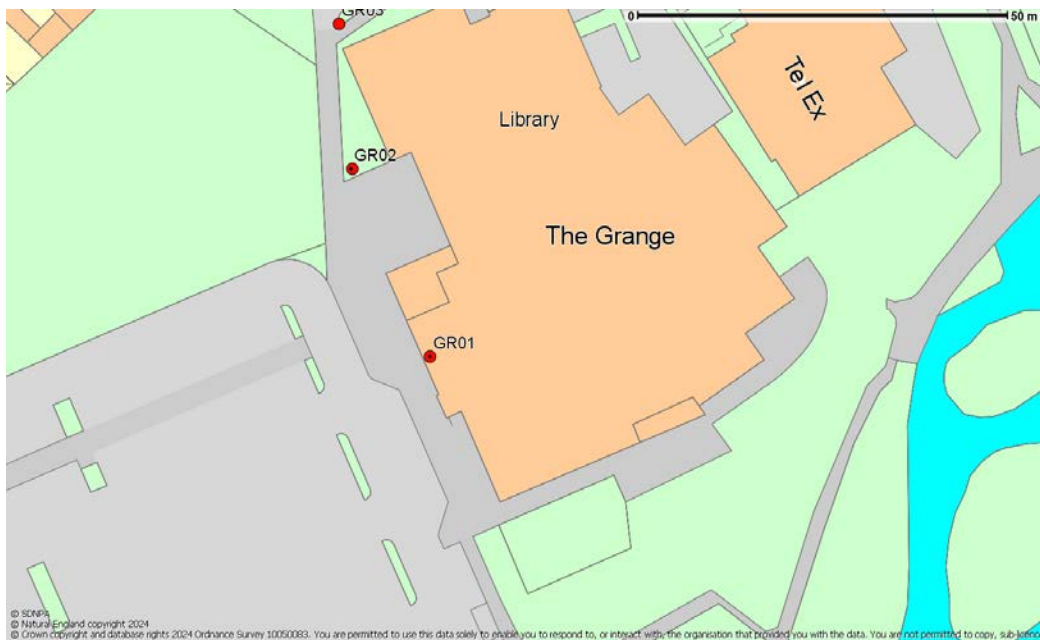 GR03
0
50 m
Tel Ex
Library
GR02
The Grange
GR01
© SDNPA
© Natural England copyright 2024
© Crown copyright and database rights 2024 Ordnance Survey 10050083. You are permitted to use this data solely to enable you to respond to, or interact with, the organisation that provided you with the data. You are not permitted to copy, sub-licence